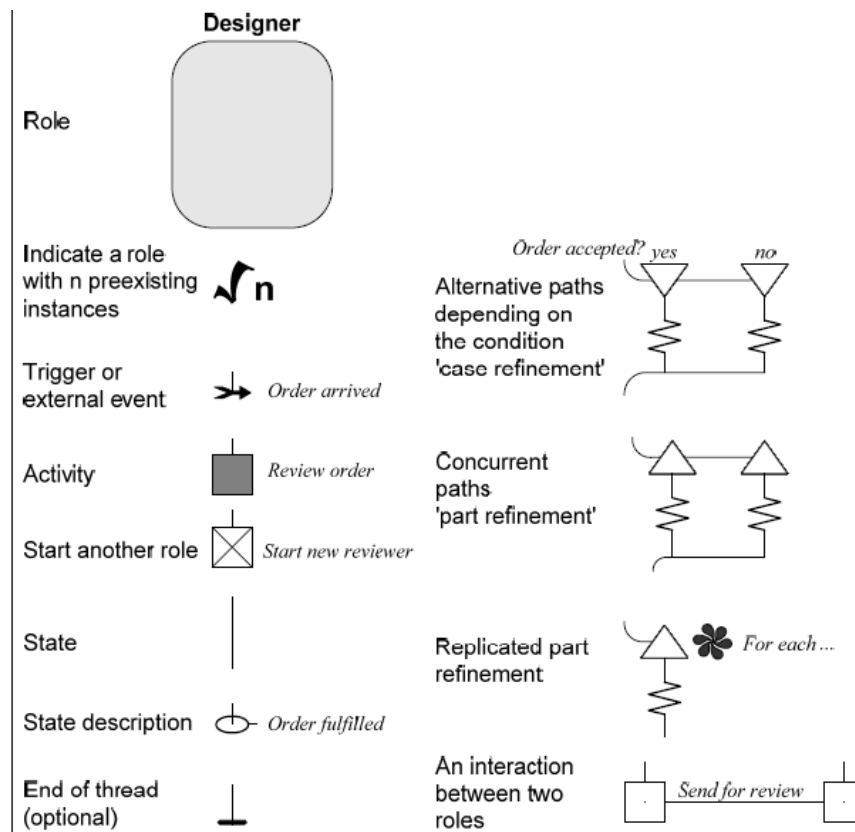 Designer
Role
Indicate a role
with n preexisting
instances
n
Trigger or
external event
Order arrived
Activity
Review order
Start another role
Start new reviewer
State
State description
Order fulfilled
End of thread
(optional)
Order accepted? yes no
Alternative paths
depending on
the condition
'case refinement'
Concurrent
paths
'part refinement'
Replicated part
refinement
For each ...
An interaction
between two
roles
Send for review